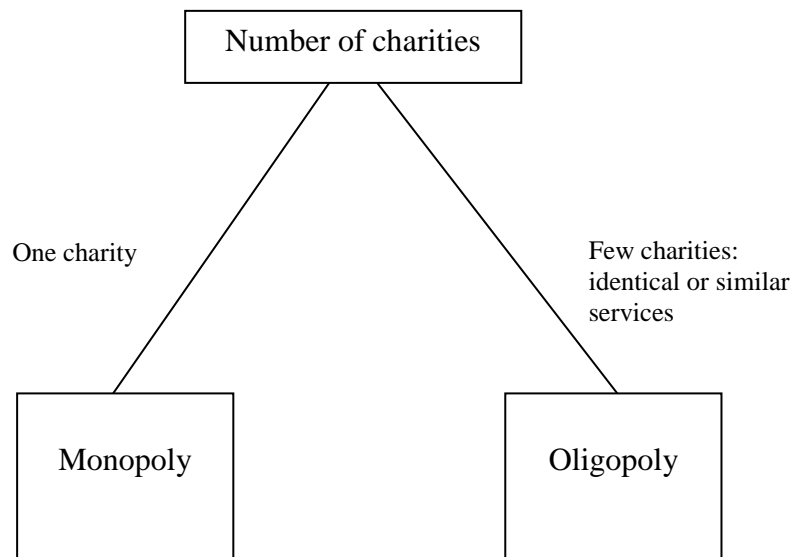 Number of charities
One charity
Few charities:
identical or similar
services
Monopoly
Oligopoly